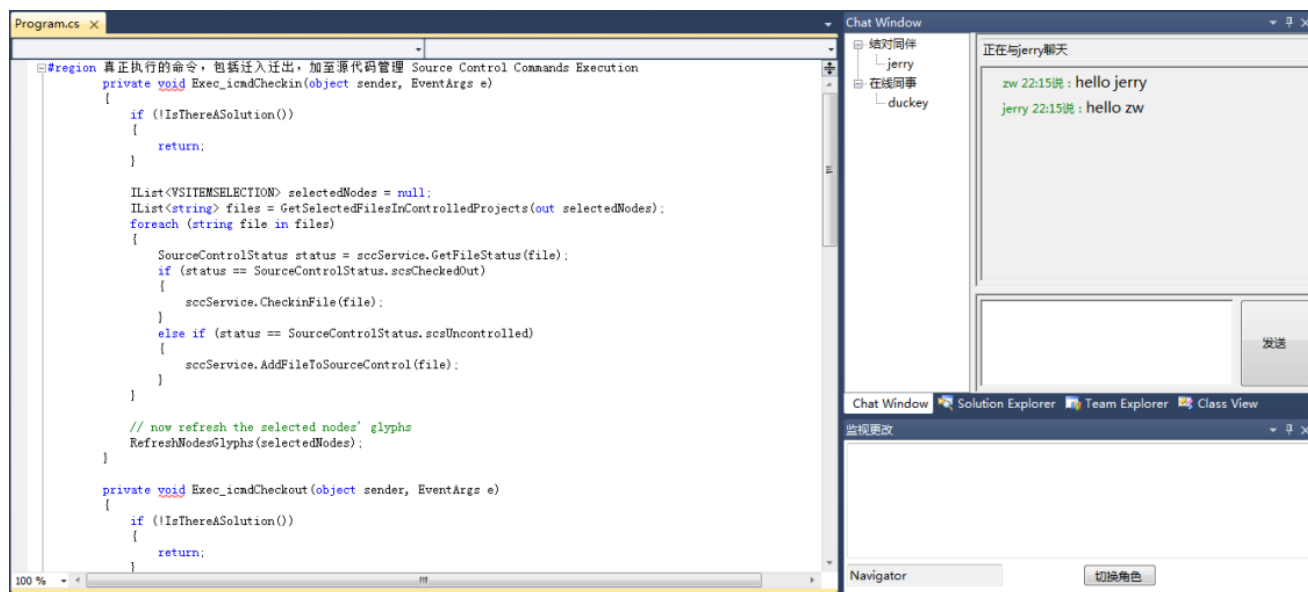 Program.cs
#region 真正执行的命令，包括迁入迁出，加至源代码管理 Source Control Commands Execution
private void Exec_icmdCheckin(object sender, EventArgs e)
{
if (!IsThereASolution())
{
return;
}
IList<VSITEMSELECTION> selectedNodes = null;
IList<string> files = GetSelectedFilesInControlledProjects(out selectedNodes);
foreach (string file in files)
{
SourceControlStatus status = sccService.GetFileStatus(file);
if (status == SourceControlStatus.scsCheckedOut)
{
sccService.CheckinFile(file);
}
else if (status == SourceControlStatus.scsUncontrolled)
{
sccService.AddFileToSourceControl(file);
}
}
// now refresh the selected nodes' glyphs
RefreshNodesGlyphs(selectedNodes);
}
private void Exec_icmdCheckout(object sender, EventArgs e)
{
if (!IsThereASolution())
{
return;
}
100 %
Chat Window
结对同伴
jerry
在线同事
duckey
正在与jerry聊天
zw 22:15说：hello jerry
jerry 22:15说：hello zw
发送
Chat Window Solution Explorer Team Explorer Class View
监视更改
Navigator
切换角色